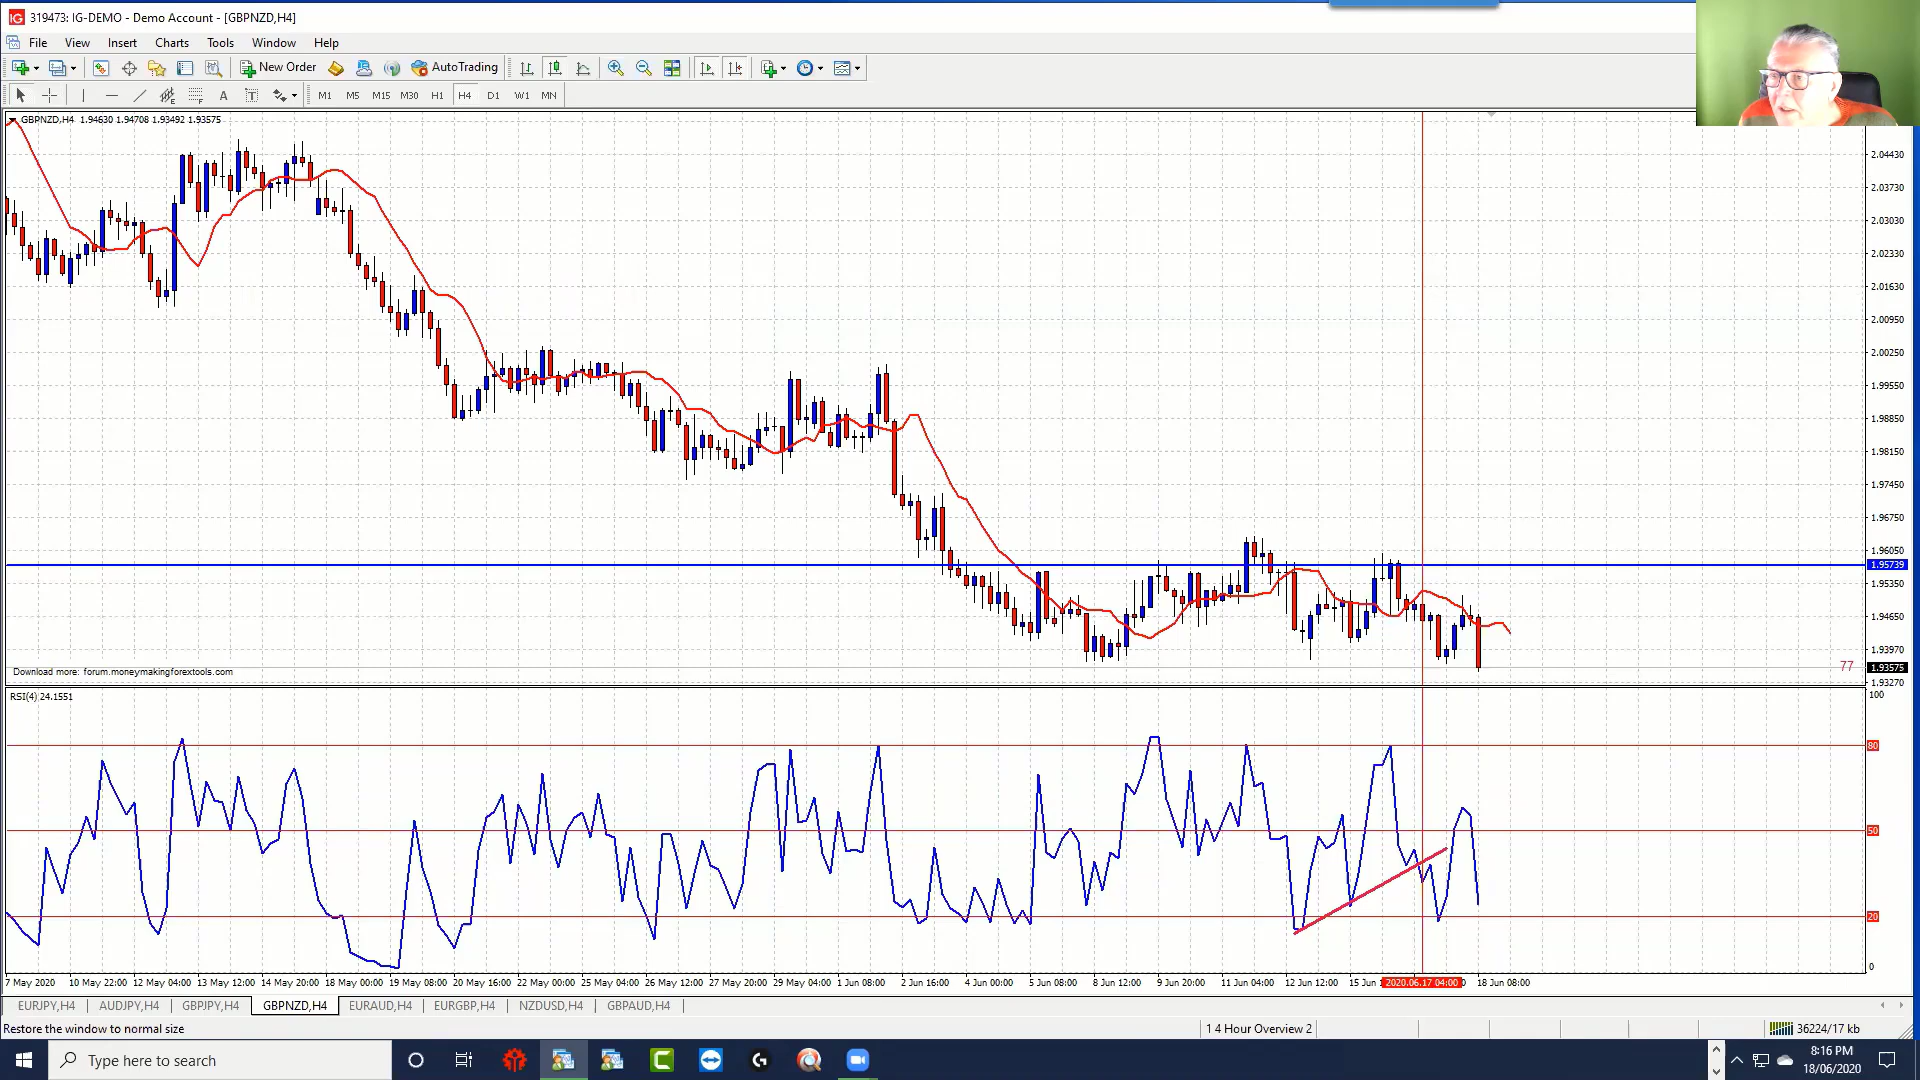 319473: IG-DEMO - Demo Account - [GBPNZD,H4]
File View Insert Charts Tools Window Help
New Order AutoTrading
A T M1 M5 M15 M30 H1 H4 D1 W1 MN
GBPNZD,H4 1.94630 1.94708 1.93492 1.93575
2.04430
2.03730
2.03030
2.02330
2.01630
2.00950
2.00250
1.99550
1.98850
1.98150
1.97450
1.96750
1.96050
1.95739
1.95350
1.94650
1.93970
77 1.93575
Download more: forum.moneymakingforextools.com
1.93270
RSI(4) 24.1551
100
80
50
20
0
7 May 2020 10 May 22:00 12 May 04:00 13 May 12:00 14 May 20:00 18 May 00:00 19 May 08:00 20 May 16:00 22 May 00:00 25 May 04:00 26 May 12:00 27 May 20:00 29 May 04:00 1 Jun 08:00 2 Jun 16:00 4 Jun 00:00 5 Jun 08:00 8 Jun 12:00 9 Jun 20:00 11 Jun 04:00 12 Jun 12:00 15 Jun 2020.06.17 04:00 18 Jun 08:00
EURJPY,H4 AUDJPY,H4 GBPJPY,H4 GBPNZD,H4 EURAUD,H4 EURGBP,H4 NZDUSD,H4 GBPAUD,H4
Restore the window to normal size 1 4 Hour Overview 2 36224/17 kb
Type here to search
8:16 PM
18/06/2020